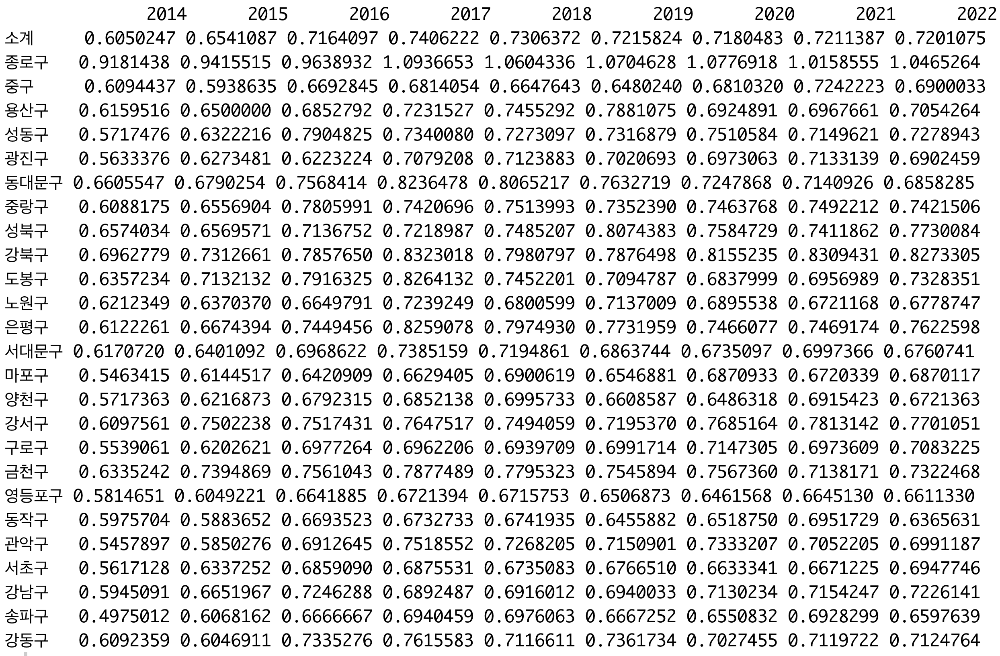 2014 2015 2016 2017 2018 2019 2020 2021 2022
소계 0.6050247 0.6541087 0.7164097 0.7406222 0.7306372 0.7215824 0.7180483 0.7211387 0.7201075
종로구 0.9181438 0.9415515 0.9638932 1.0936653 1.0604336 1.0704628 1.0776918 1.0158555 1.0465264
중구 0.6094437 0.5938635 0.6692845 0.6814054 0.6647643 0.6480240 0.6810320 0.7242223 0.6900033
용산구 0.6159516 0.6500000 0.6852792 0.7231527 0.7455292 0.7881075 0.6924891 0.6967661 0.7054264
성동구 0.5717476 0.6322216 0.7904825 0.7340080 0.7273097 0.7316879 0.7510584 0.7149621 0.7278943
광진구 0.5633376 0.6273481 0.6223224 0.7079208 0.7123883 0.7020693 0.6973063 0.7133139 0.6902459
동대문구 0.6605547 0.6790254 0.7568414 0.8236478 0.8065217 0.7632719 0.7247868 0.7140926 0.6858285
중랑구 0.6088175 0.6556904 0.7805991 0.7420696 0.7513993 0.7352390 0.7463768 0.7492212 0.7421506
성북구 0.6574034 0.6569571 0.7136752 0.7218987 0.7485207 0.8074383 0.7584729 0.7411862 0.7730084
강북구 0.6962779 0.7312661 0.7857650 0.8323018 0.7980797 0.7876498 0.8155235 0.8309431 0.8273305
도봉구 0.6357234 0.7132132 0.7916325 0.8264132 0.7452201 0.7094787 0.6837999 0.6956989 0.7328351
노원구 0.6212349 0.6370370 0.6649791 0.7239249 0.6800599 0.7137009 0.6895538 0.6721168 0.6778747
은평구 0.6122261 0.6674394 0.7449456 0.8259078 0.7974930 0.7731959 0.7466077 0.7469174 0.7622598
서대문구 0.6170720 0.6401092 0.6968622 0.7385159 0.7194861 0.6863744 0.6735097 0.6997366 0.6760741
마포구 0.5463415 0.6144517 0.6420909 0.6629405 0.6900619 0.6546881 0.6870933 0.6720339 0.6870117
양천구 0.5717363 0.6216873 0.6792315 0.6852138 0.6995733 0.6608587 0.6486318 0.6915423 0.6721363
강서구 0.6097561 0.7502238 0.7517431 0.7647517 0.7494059 0.7195370 0.7685164 0.7813142 0.7701051
구로구 0.5539061 0.6202621 0.6977264 0.6962206 0.6939709 0.6991714 0.7147305 0.6973609 0.7083225
금천구 0.6335242 0.7394869 0.7561043 0.7877489 0.7795323 0.7545894 0.7567360 0.7138171 0.7322468
영등포구 0.5814651 0.6049221 0.6641885 0.6721394 0.6715753 0.6506873 0.6461568 0.6645130 0.6611330
동작구 0.5975704 0.5883652 0.6693523 0.6732733 0.6741935 0.6455882 0.6518750 0.6951729 0.6365631
관악구 0.5457897 0.5850276 0.6912645 0.7518552 0.7268205 0.7150901 0.7333207 0.7052205 0.6991187
서초구 0.5617128 0.6337252 0.6859090 0.6875531 0.6735083 0.6766510 0.6633341 0.6671225 0.6947746
강남구 0.5945091 0.6651967 0.7246288 0.6892487 0.6916012 0.6940033 0.7130234 0.7154247 0.7226141
송파구 0.4975012 0.6068162 0.6666667 0.6940459 0.6976063 0.6667252 0.6550832 0.6928299 0.6597639
강동구 0.6092359 0.6046911 0.7335276 0.7615583 0.7116611 0.7361734 0.7027455 0.7119722 0.7124764